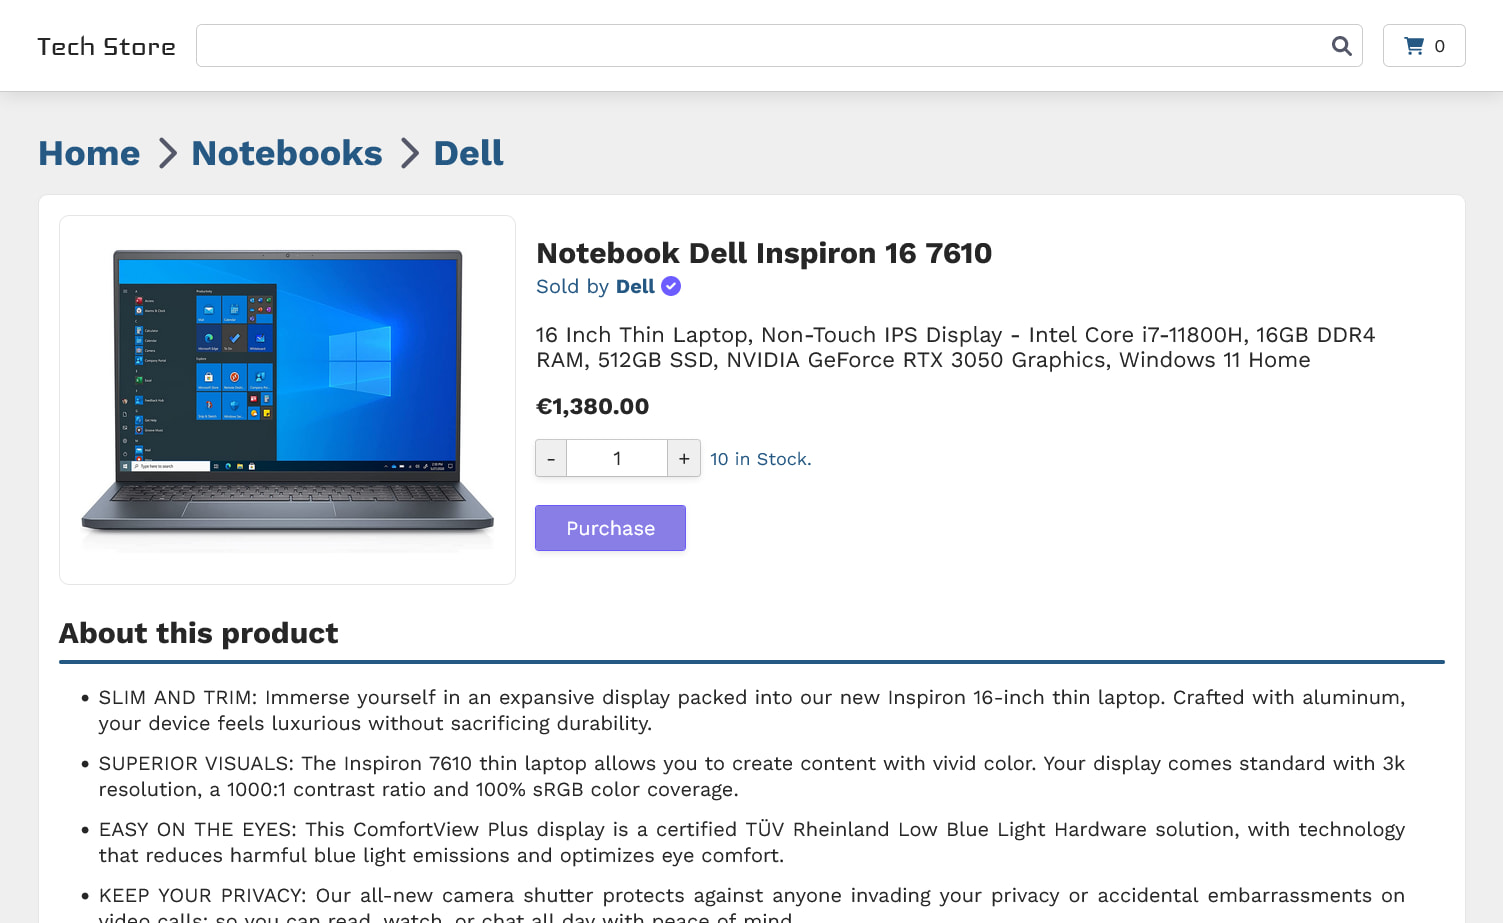 Tech Store
0
Home
Notebooks
Dell
Notebook Dell Inspiron 16 7610
Sold by Dell
16 Inch Thin Laptop, Non-Touch IPS Display - Intel Core i7-11800H, 16GB DDR4
RAM, 512GB SSD, NVIDIA GeForce RTX 3050 Graphics, Windows 11 Home
€1,380.00
- 1 + 10 in Stock.
Purchase
About this product
• SLIM AND TRIM: Immerse yourself in an expansive display packed into our new Inspiron 16-inch thin laptop. Crafted with aluminum,
your device feels luxurious without sacrificing durability.
• SUPERIOR VISUALS: The Inspiron 7610 thin laptop allows you to create content with vivid color. Your display comes standard with 3k
resolution, a 1000:1 contrast ratio and 100% sRGB color coverage.
• EASY ON THE EYES: This ComfortView Plus display is a certified TÜV Rheinland Low Blue Light Hardware solution, with technology
that reduces harmful blue light emissions and optimizes eye comfort.
• KEEP YOUR PRIVACY: Our all-new camera shutter protects against anyone invading your privacy or accidental embarrassments on
video calls; so you can read, watch, or chat all day with peace of mind.